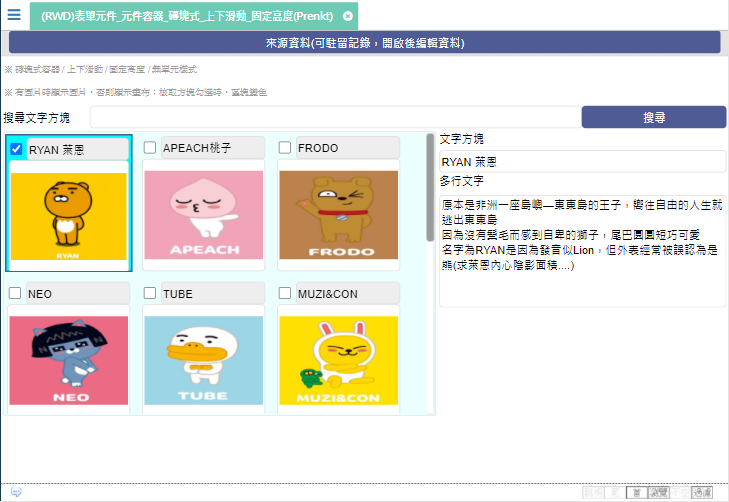 (RWD)表單元件_元件容器_磚塊式_上下滑動_固定高度(Prenkt)
來源資料(可駐留記錄，開啟後編輯資料)
※ 磚塊式容器 / 上下滑動 / 固定高度 / 無單元樣式
※ 有圖片時顯示圖片，否則顯示畫布；核取方塊勾選時，區塊變色
搜尋文字方塊
搜尋
RYAN 萊恩
APEACH桃子
FRODO
RYAN
APEACH
FRODO
NEO
TUBE
MUZI&CON
NEO
TUBE
MUZI&CON
文字方塊
RYAN 萊恩
多行文字
原本是非洲一座島嶼—東東島的王子，嚮往自由的人生就
逃出東東島
因為沒有鬃毛而感到自卑的獅子，尾巴圓圓短巧可愛
名字為RYAN是因為發音似Lion，但外表經常被誤認為是
熊(求萊恩內心陰影面積....)